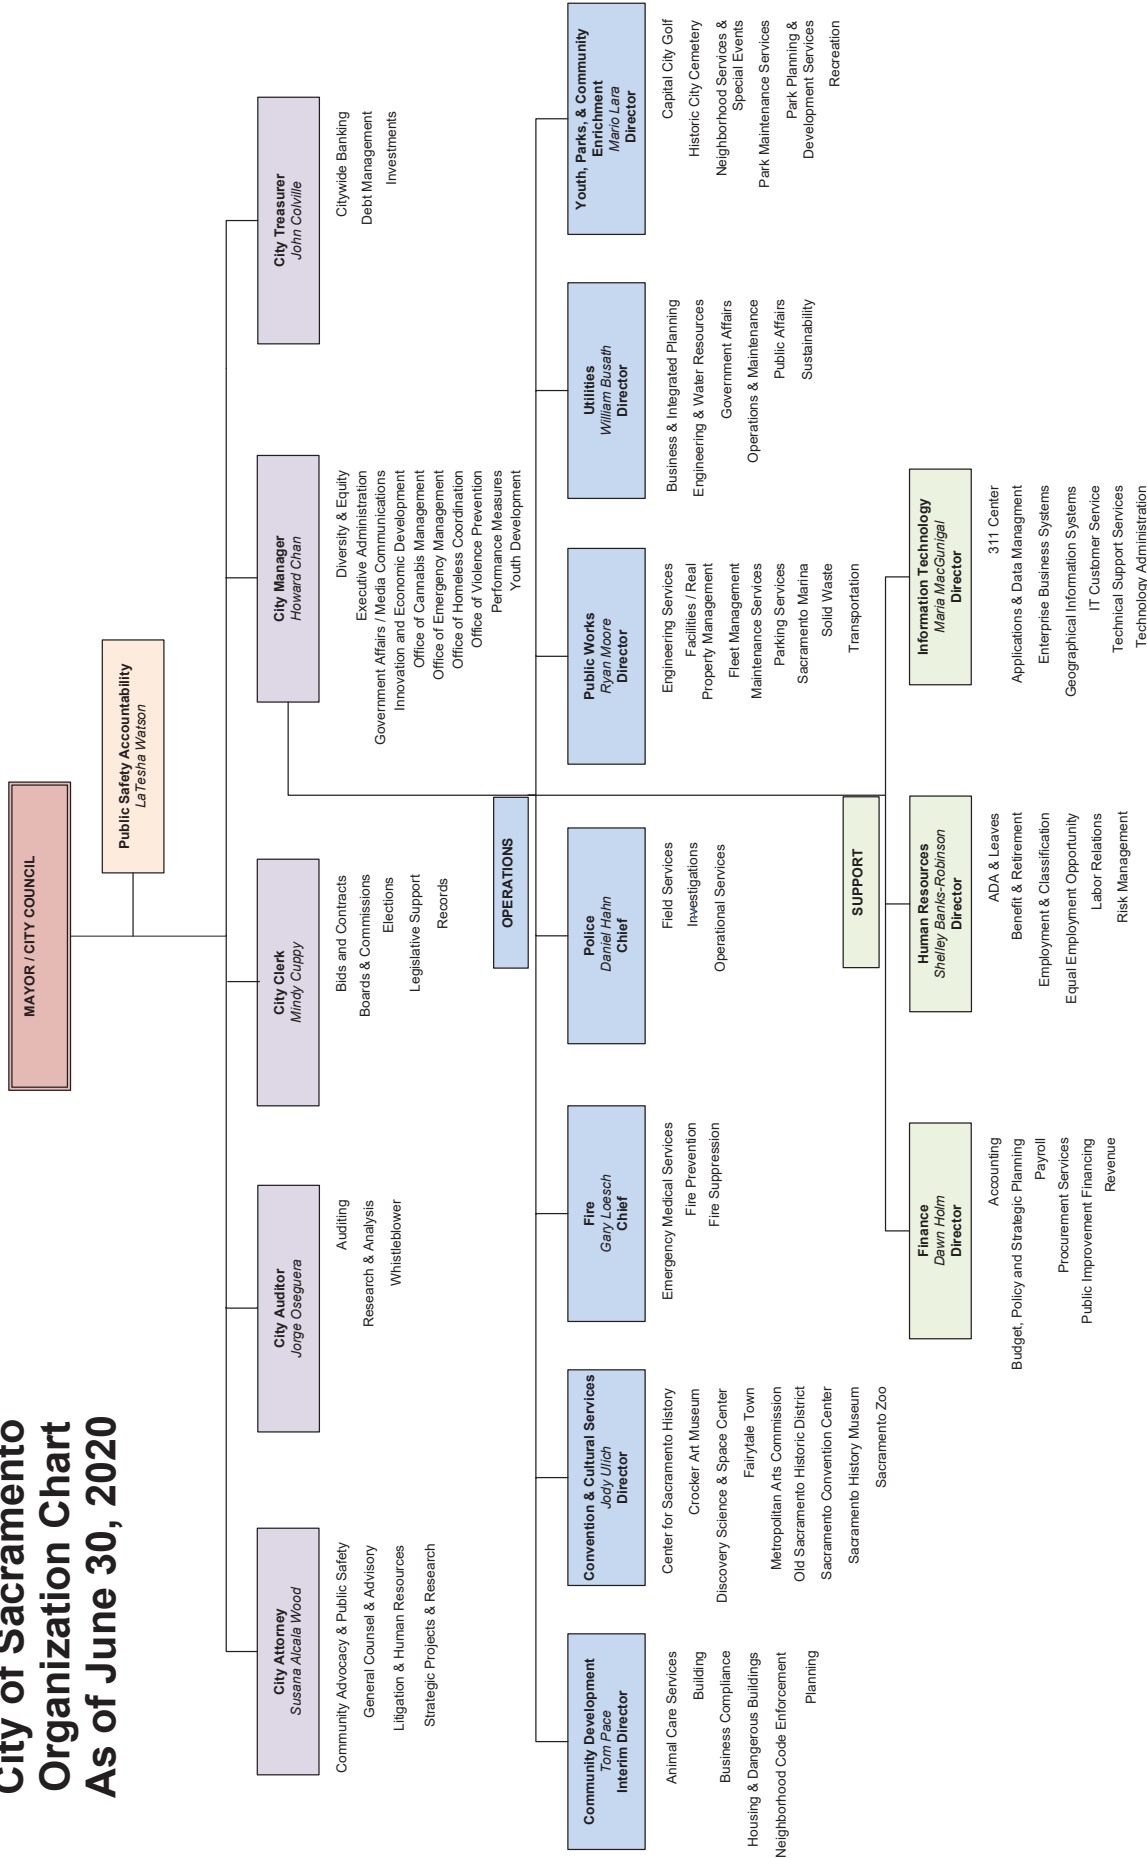 City of Sacramento
Organization Chart
As of June 30, 2020
MAYOR / CITY COUNCIL
Public Safety Accountability
LaTesha Watson
City Attorney
Susana Alcala Wood
Community Advocacy & Public Safety
General Counsel & Advisory
Litigation & Human Resources
Strategic Projects & Research
City Auditor
Jorge Oseguera
Auditing
Research & Analysis
Whistleblower
City Clerk
Mindy Cuppy
Bids and Contracts
Boards & Commissions
Elections
Legislative Support
Records
City Manager
Howard Chan
Diversity & Equity
Executive Administration
Government Affairs / Media Communications
Innovation and Economic Development
Office of Cannabis Management
Office of Emergency Management
Office of Homeless Coordination
Office of Violence Prevention
Performance Measures
Youth Development
City Treasurer
John Colville
Citywide Banking
Debt Management
Investments
OPERATIONS
Community Development
Tom Pace
Interim Director
Animal Care Services
Building
Business Compliance
Housing & Dangerous Buildings
Neighborhood Code Enforcement
Planning
Convention & Cultural Services
Jody Ulich
Director
Center for Sacramento History
Crocker Art Museum
Discovery Science & Space Center
Fairytale Town
Metropolitan Arts Commission
Old Sacramento Historic District
Sacramento Convention Center
Sacramento History Museum
Sacramento Zoo
Fire
Gary Loesch
Chief
Emergency Medical Services
Fire Prevention
Fire Suppression
Police
Daniel Hahn
Chief
Field Services
Investigations
Operational Services
Public Works
Ryan Moore
Director
Engineering Services
Facilities / Real
Property Management
Fleet Management
Maintenance Services
Parking Services
Sacramento Marina
Solid Waste
Transportation
Utilities
William Busath
Director
Business & Integrated Planning
Engineering & Water Resources
Government Affairs
Operations & Maintenance
Public Affairs
Sustainability
Youth, Parks, & Community
Enrichment
Mario Lara
Director
Capital City Golf
Historic City Cemetery
Neighborhood Services &
Special Events
Park Maintenance Services
Park Planning &
Development Services
Recreation
SUPPORT
Finance
Dawn Holm
Director
Accounting
Budget, Policy and Strategic Planning
Payroll
Procurement Services
Public Improvement Financing
Revenue
Human Resources
Shelley Banks-Robinson
Director
ADA & Leaves
Benefit & Retirement
Employment & Classification
Equal Employment Opportunity
Labor Relations
Risk Management
Information Technology
Maria MacGunigal
Director
311 Center
Applications & Data Managment
Enterprise Business Systems
Geographical Information Systems
IT Customer Service
Technical Support Services
Technology Administration